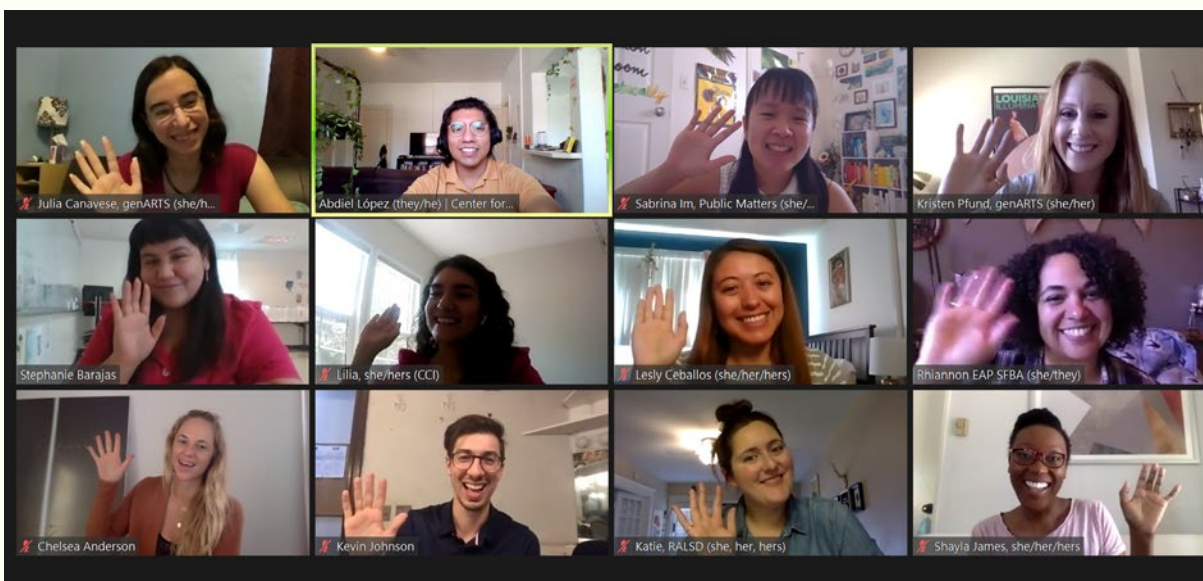 Julia Canavese, genARTS (she/h...
Abdiel López (they/he) | Center for...
Sabrina Im, Public Matters (she/...
Kristen Pfund, genARTS (she/her)
LOUISIAN
ILLUMINA
Stephanie Barajas
Lilia, she/hers (CCI)
Lesly Ceballos (she/her/hers)
Rhiannon EAP SFBA (she/they)
Chelsea Anderson
Kevin Johnson
Katie, RALSD (she, her, hers)
Shayla James, she/her/hers